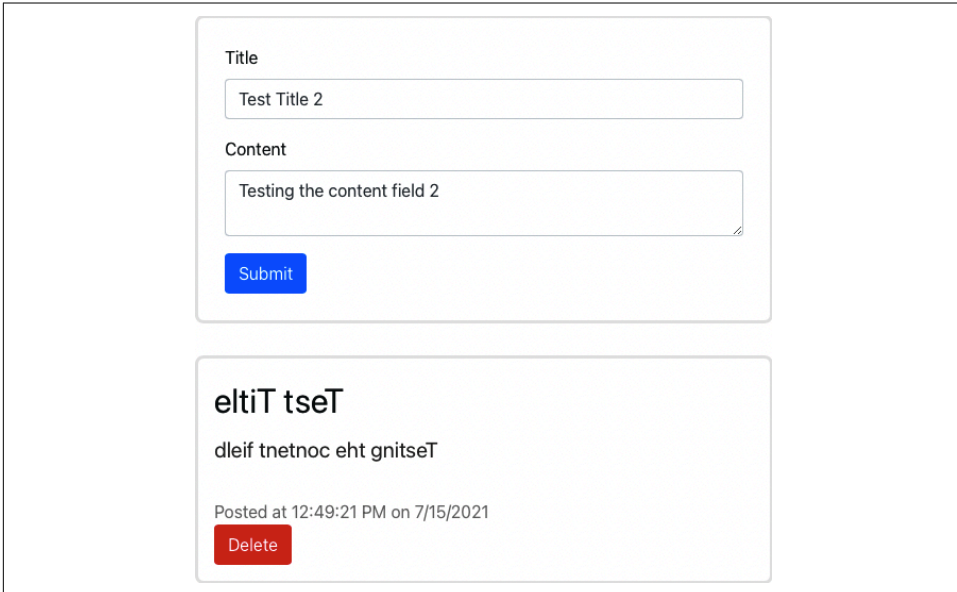 Title
Test Title 2
Content
Testing the content field 2
Submit
eltiT tseT
dleif tnetnoc eht gnitseT
Posted at 12:49:21 PM on 7/15/2021
Delete